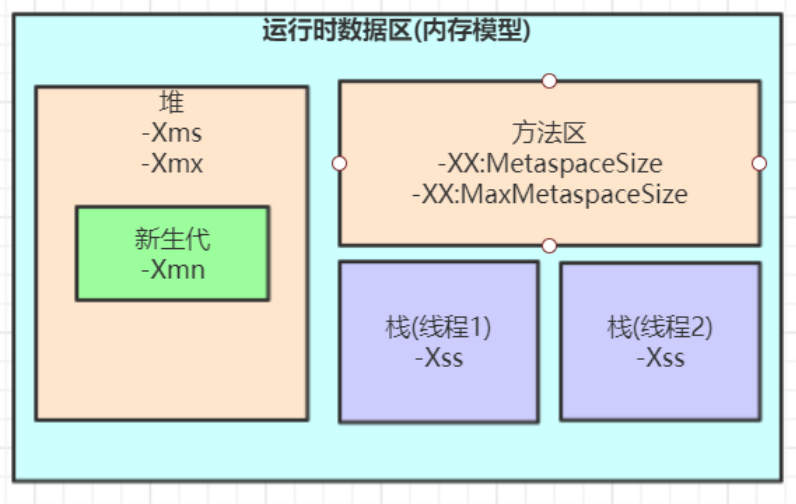 运行时数据区(内存模型)
堆
-Xms
-Xmx
新生代
-Xmn
方法区
-XX:MetaspaceSize
-XX:MaxMetaspaceSize
栈(线程1)
-Xss
栈(线程2)
-Xss